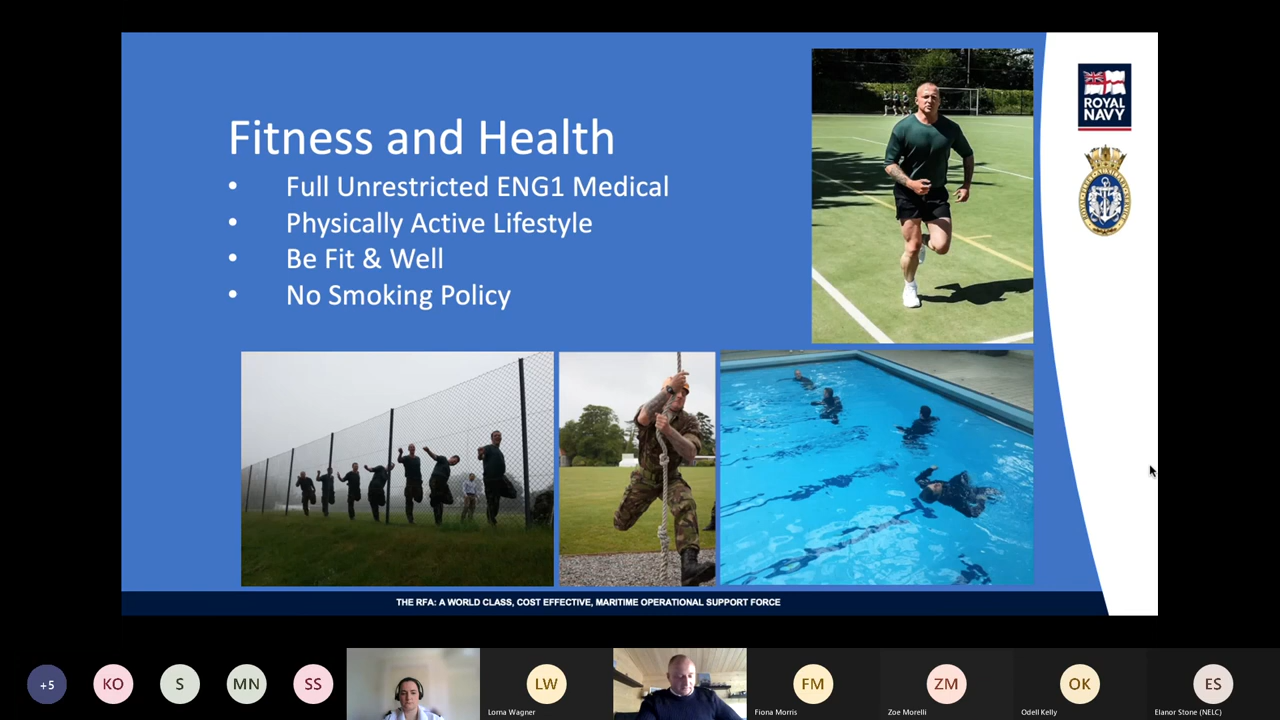 Fitness and Health
• Full Unrestricted ENG1 Medical
• Physically Active Lifestyle
• Be Fit & Well
• No Smoking Policy
ROYAL
NAVY
THE RFA: A WORLD CLASS, COST EFFECTIVE, MARITIME OPERATIONAL SUPPORT FORCE
+5
KO
S
MN
SS
LW
Lorna Wagner
FM
Fiona Morris
ZM
Zoe Morelli
OK
Odell Kelly
ES
Elanor Stone (NELC)